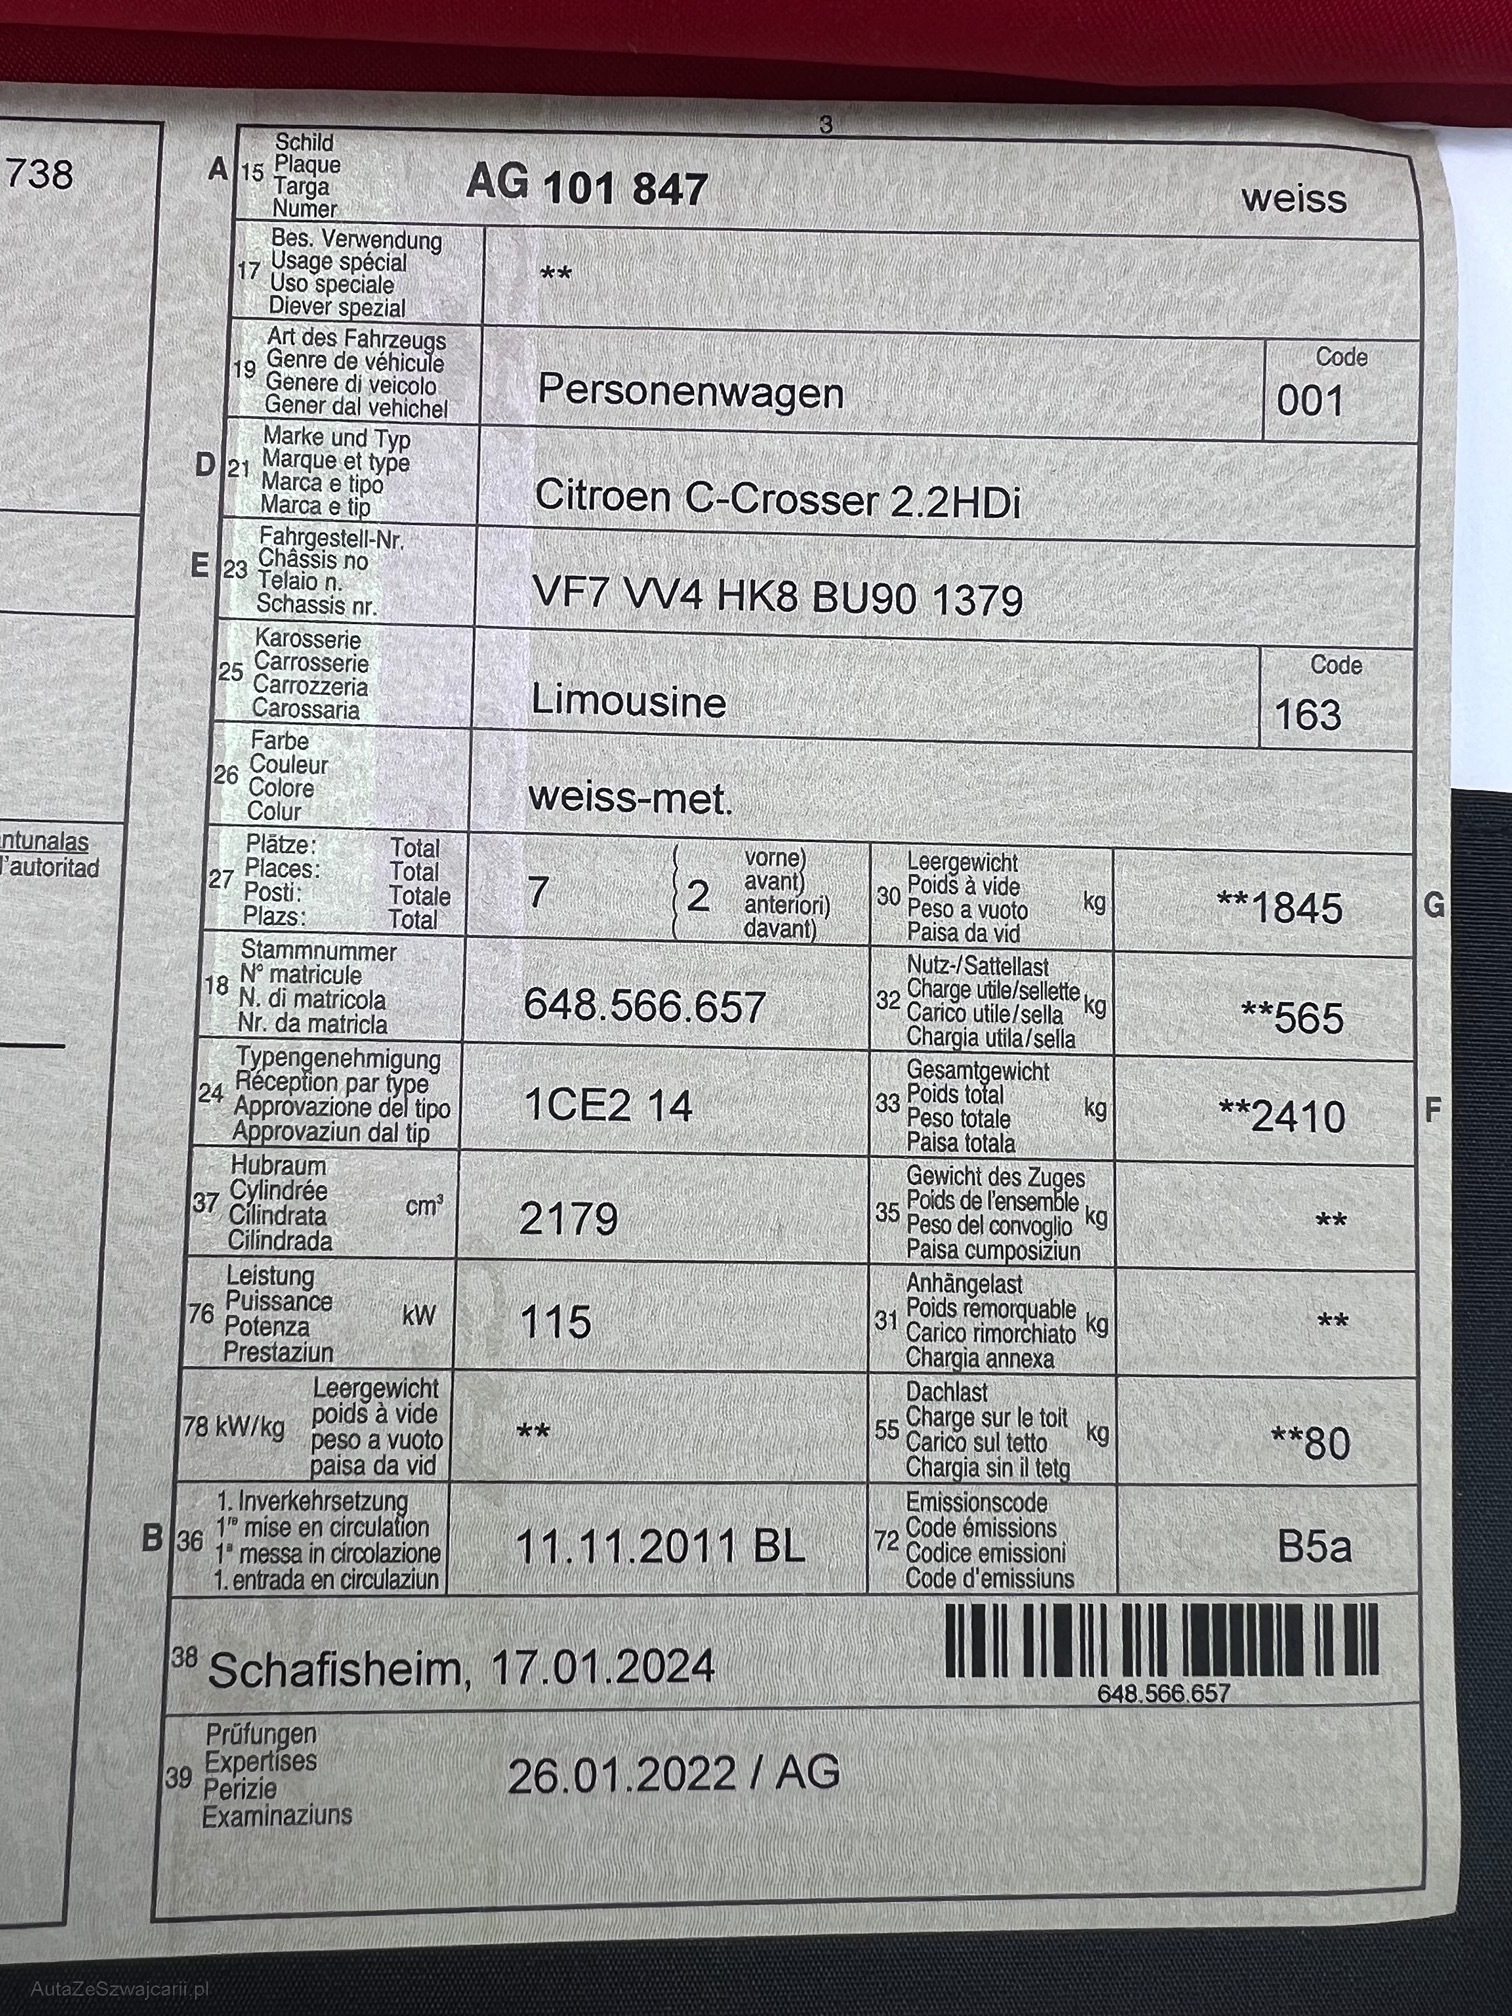 3
738
A 15 Schild
Plaque
Targa
Numer
AG 101 847 weiss
17 Bes. Verwendung
Usage spécial
Uso speciale
Diever spezial
**
19 Art des Fahrzeugs
Genre de véhicule
Genere di veicolo
Gener dal vehichel
Personenwagen
Code
001
D 21 Marke und Typ
Marque et type
Marca e tipo
Marca e tip
Citroen C-Crosser 2.2HDi
E 23 Fahrgestell-Nr.
Châssis no
Telaio n.
Schassis nr.
VF7 VV4 HK8 BU90 1379
25 Karosserie
Carrosserie
Carrozzeria
Carossaria
Limousine
Code
163
26 Farbe
Couleur
Colore
Colur
weiss-met.
ntunalas
l'autoritad
27 Plätze: Total
Places: Total
Posti: Totale
Plazs: Total
7 ( 2 vorne)
avant)
anteriori)
davant)
30 Leergewicht
Poids à vide
Peso a vuoto
Paisa da vid
kg
**1845 G
18 Stammnummer
N° matricule
N. di matricola
Nr. da matricla
648.566.657
32 Nutz-/Sattellast
Charge utile/sellette
Carico utile/sella
Chargia utila/sella
kg
**565
24 Typengenehmigung
Réception par type
Approvazione del tipo
Approvaziun dal tip
1CE2 14
33 Gesamtgewicht
Poids total
Peso totale
Paisa totala
kg
**2410 F
37 Hubraum
Cylindrée
Cilindrata
Cilindrada
cm³
2179
35 Gewicht des Zuges
Poids de l'ensemble
Peso del convoglio
Paisa cumposiziun
kg
**
76 Leistung
Puissance
Potenza
Prestaziun
kW
115
31 Anhängelast
Poids remorquable
Carico rimorchiato
Chargia annexa
kg
**
78 kW/kg Leergewicht
poids à vide
peso a vuoto
paisa da vid
**
55 Dachlast
Charge sur le toit
Carico sul tetto
Chargia sin il tetg
kg
**80
B 36 1. Inverkehrsetzung
1re mise en circulation
1a messa in circolazione
1. entrada en circulaziun
11.11.2011 BL
72 Emissionscode
Code émissions
Codice emissioni
Code d'emissiuns
B5a
38 Schafisheim, 17.01.2024
648.566.657
39 Prüfungen
Expertises
Perizie
Examinaziuns
26.01.2022 / AG
AutaZeSzwajcarii.pl